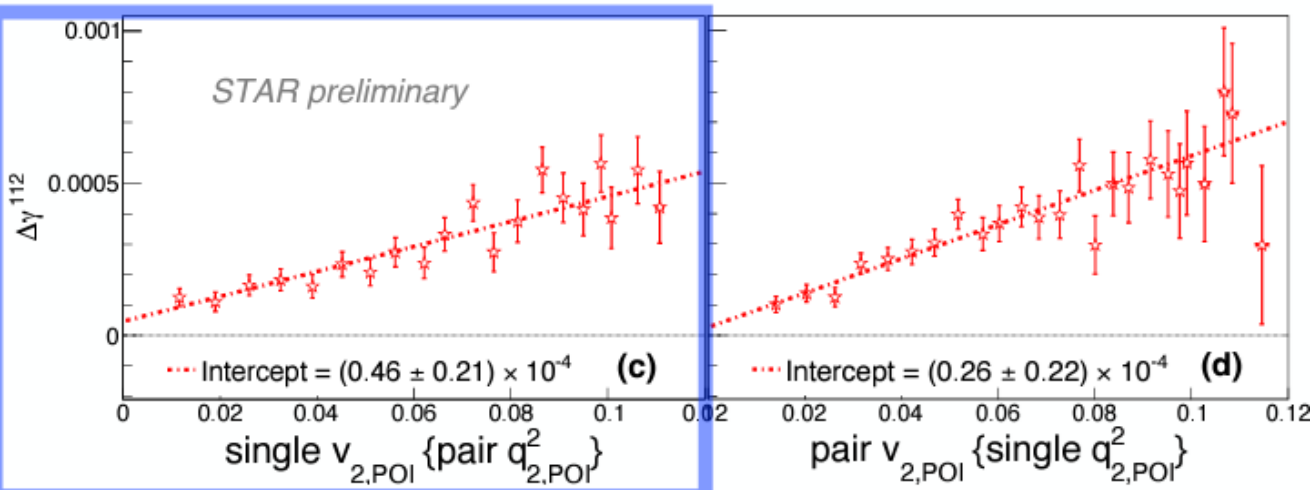 STAR preliminary
Δγ¹¹²
0.001
0.0005
0
Intercept = (0.46 ± 0.21) × 10⁻⁴ (c)
0 0.02 0.04 0.06 0.08 0.1
single v₂,POI {pair q²₂,POI}
Intercept = (0.26 ± 0.22) × 10⁻⁴ (d)
0.02 0.04 0.06 0.08 0.1 0.12
pair v₂,POI {single q²₂,POI}